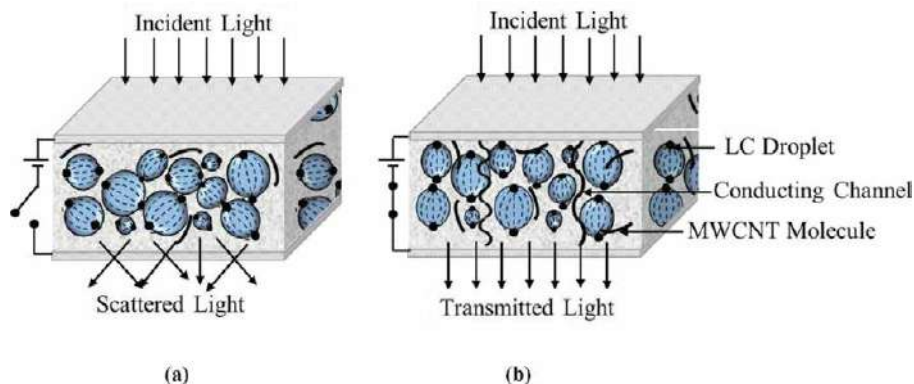 Incident Light
Scattered Light
(a)
Incident Light
LC Droplet
Conducting Channel
MWCNT Molecule
Transmitted Light
(b)